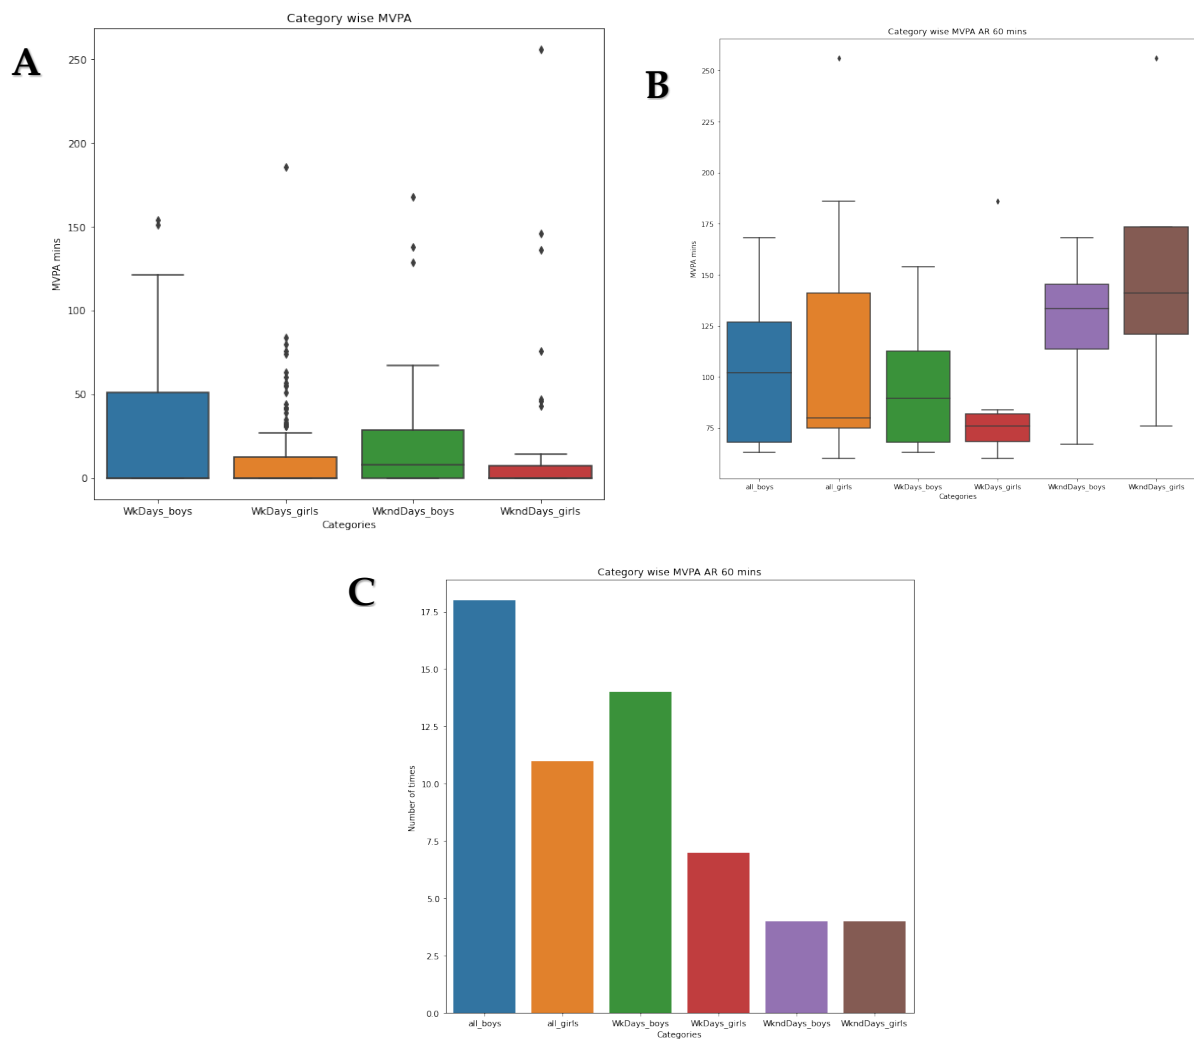 A
Category wise MVPA
MVPA mins
250
200
150
100
50
0
WkDays_boys WkDays_girls WkndDays_boys WkndDays_girls
Categories
B
Category wise MVPA AR 60 mins
MVPA mins
250
225
200
175
150
125
100
75
all_boys all_girls WkDays_boys WkDays_girls WkndDays_boys WkndDays_girls
Categories
C
Category wise MVPA AR 60 mins
Number of times
17.5
15.0
12.5
10.0
7.5
5.0
2.5
0.0
all_boys all_girls WkDays_boys WkDays_girls WkndDays_boys WkndDays_girls
Categories